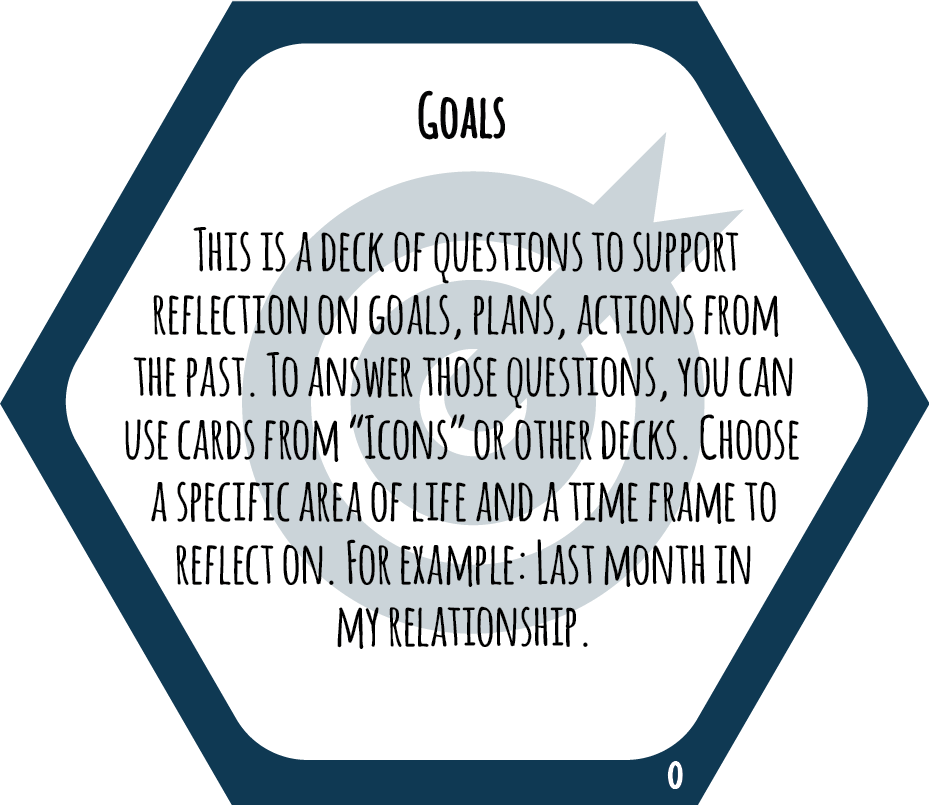 Goals
This is a deck of questions to support
reflection on goals, plans, actions from
the past. To answer those questions, you can
use cards from "Icons" or other decks. Choose
a specific area of life and a time frame to
reflect on. For example: Last month in
my relationship.
0